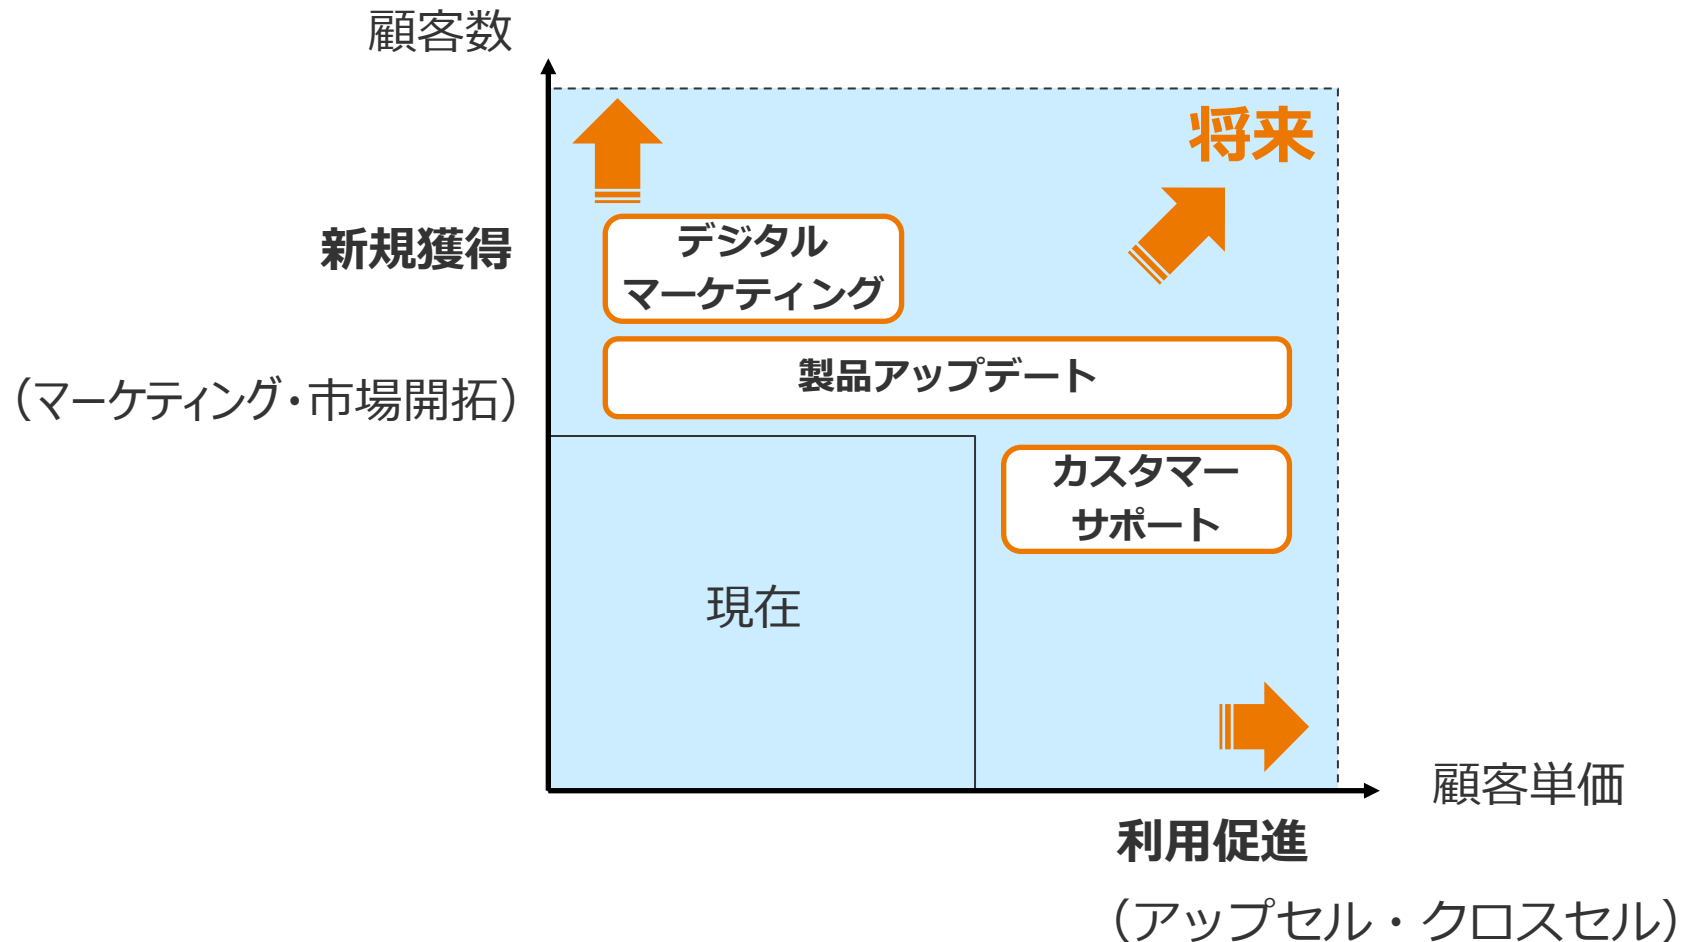 顧客数
将来
新規獲得
デジタル
マーケティング
製品アップデート
（マーケティング・市場開拓）
カスタマー
サポート
現在
顧客単価
利用促進
（アップセル・クロスセル）